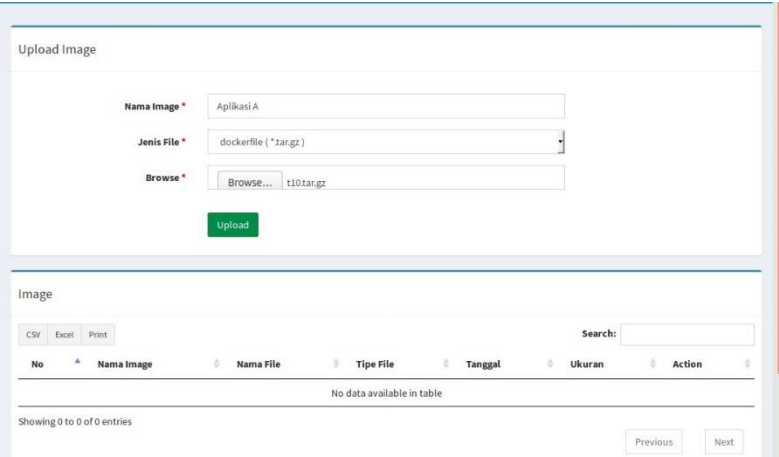 Upload Image
Nama Image *
Aplikasi A
Jenis File *
dockerfile ( *.tar.gz )
Browse *
Browse... t10.tar.gz
Upload
Image
CSV Excel Print
Search:
No Nama Image Nama File Tipe File Tanggal Ukuran Action
No data available in table
Showing 0 to 0 of 0 entries
Previous Next